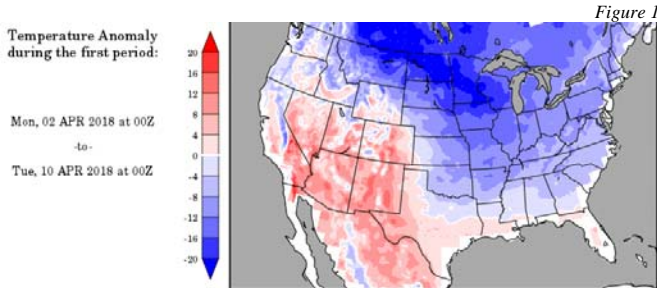 Figure 1
Temperature Anomaly
during the first period:
Mon, 02 APR 2018 at 00Z
-to-
Tue, 10 APR 2018 at 00Z
20
16
12
8
4
0
-4
-8
-12
-16
-20